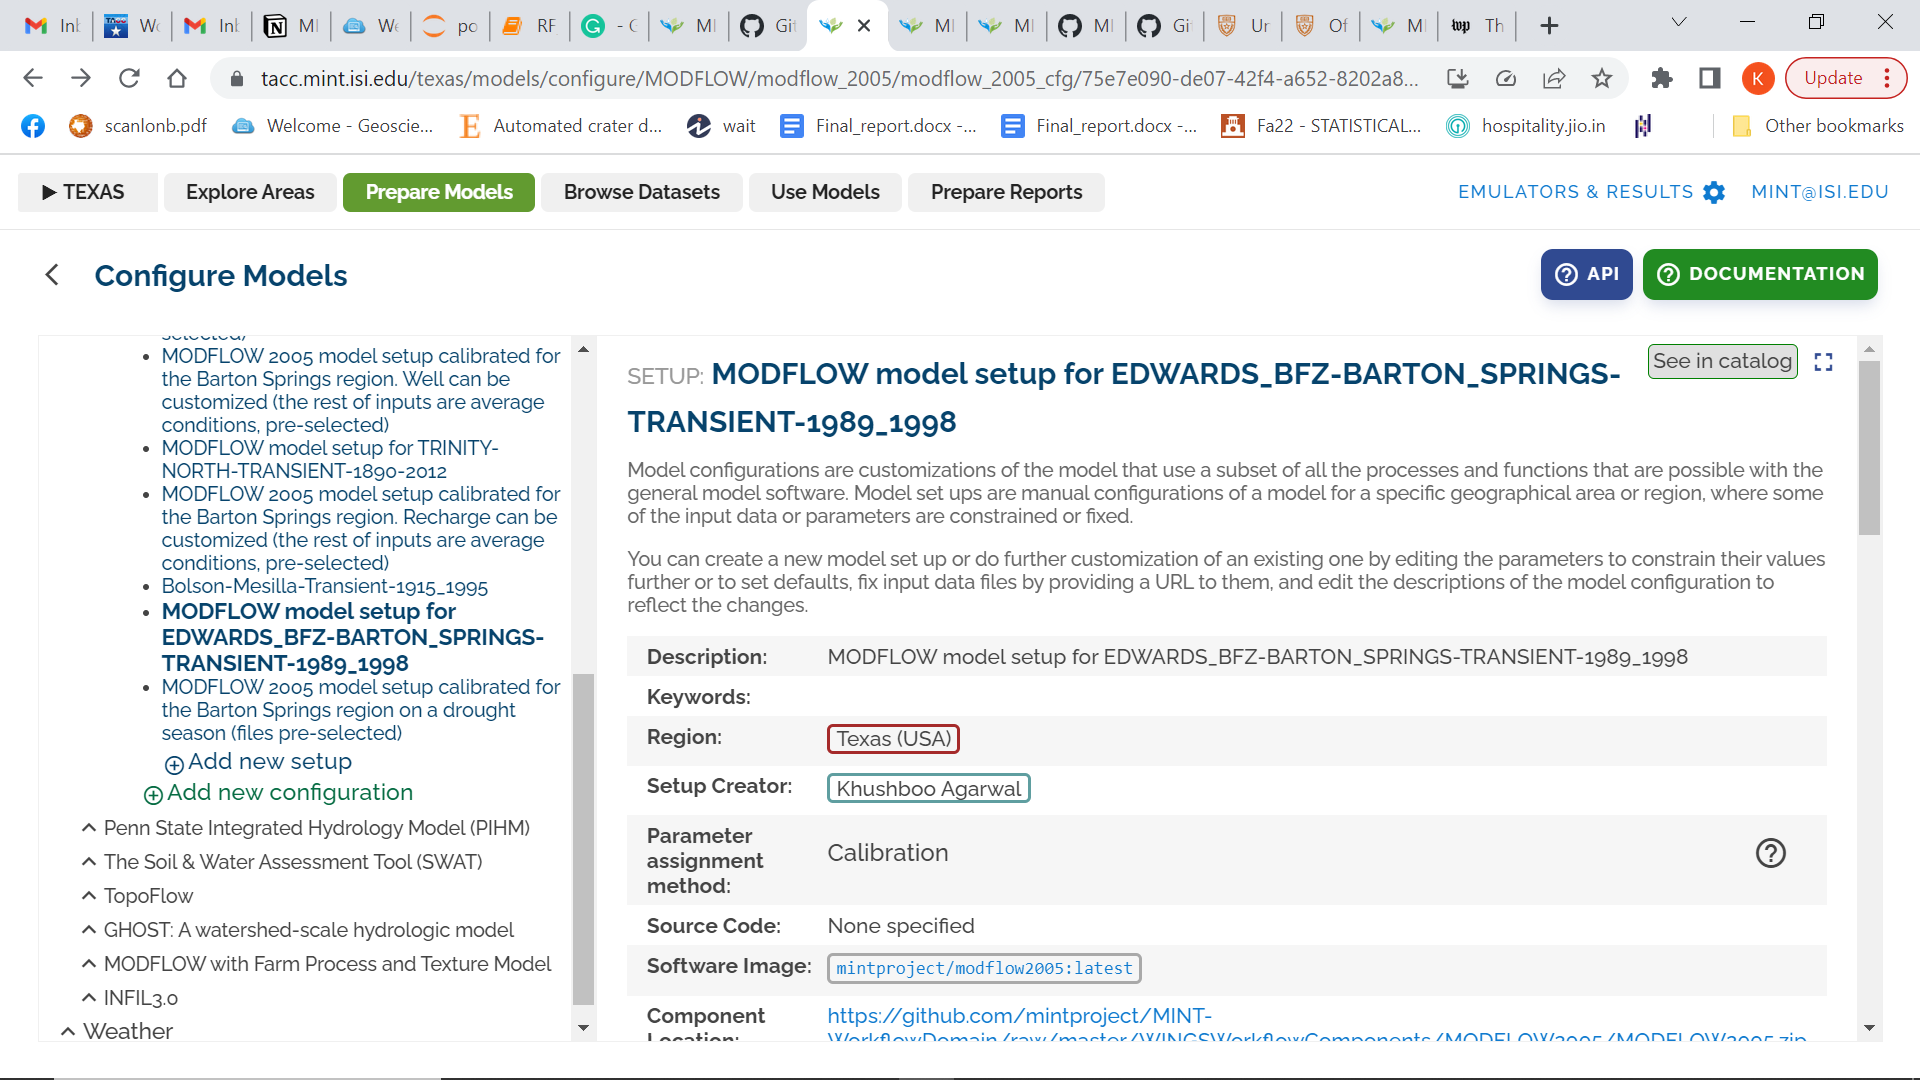 Inb
Wo
Inb
MI
We
po
RF
- G
MI
Git
MI
MI
MI
Git
Ur
Of
MI
Th
tacc.mint.isi.edu/texas/models/configure/MODFLOW/modflow_2005/modflow_2005_cfg/75e7e090-de07-42f4-a652-8202a8...
K
Update
scanlonb.pdf
Welcome - Geoscie...
Automated crater d...
wait
Final_report.docx -...
Final_report.docx -...
Fa22 - STATISTICAL...
hospitality.jio.in
Other bookmarks
▶ TEXAS
Explore Areas
Prepare Models
Browse Datasets
Use Models
Prepare Reports
EMULATORS & RESULTS
MINT@ISI.EDU
Configure Models
API
DOCUMENTATION
selected)
MODFLOW 2005 model setup calibrated for
the Barton Springs region. Well can be
customized (the rest of inputs are average
conditions, pre-selected)
MODFLOW model setup for TRINITY-
NORTH-TRANSIENT-1890-2012
MODFLOW 2005 model setup calibrated for
the Barton Springs region. Recharge can be
customized (the rest of inputs are average
conditions, pre-selected)
Bolson-Mesilla-Transient-1915_1995
MODFLOW model setup for
EDWARDS_BFZ-BARTON_SPRINGS-
TRANSIENT-1989_1998
MODFLOW 2005 model setup calibrated for
the Barton Springs region on a drought
season (files pre-selected)
Add new setup
Add new configuration
Penn State Integrated Hydrology Model (PIHM)
The Soil & Water Assessment Tool (SWAT)
TopoFlow
GHOST: A watershed-scale hydrologic model
MODFLOW with Farm Process and Texture Model
INFIL3.0
Weather
See in catalog
SETUP: MODFLOW model setup for EDWARDS_BFZ-BARTON_SPRINGS-
TRANSIENT-1989_1998
Model configurations are customizations of the model that use a subset of all the processes and functions that are possible with the
general model software. Model set ups are manual configurations of a model for a specific geographical area or region, where some
of the input data or parameters are constrained or fixed.
You can create a new model set up or do further customization of an existing one by editing the parameters to constrain their values
further or to set defaults, fix input data files by providing a URL to them, and edit the descriptions of the model configuration to
reflect the changes.
Description: MODFLOW model setup for EDWARDS_BFZ-BARTON_SPRINGS-TRANSIENT-1989_1998
Keywords:
Region: Texas (USA)
Setup Creator: Khushboo Agarwal
Parameter
assignment
method:
Calibration
Source Code: None specified
Software Image: mintproject/modflow2005:latest
Component
Location:
https://github.com/mintproject/MINT-
WorkflowDomain/raw/master/WINGSWorkflowComponents/MODFLOW2005/MODFLOW2005.zip